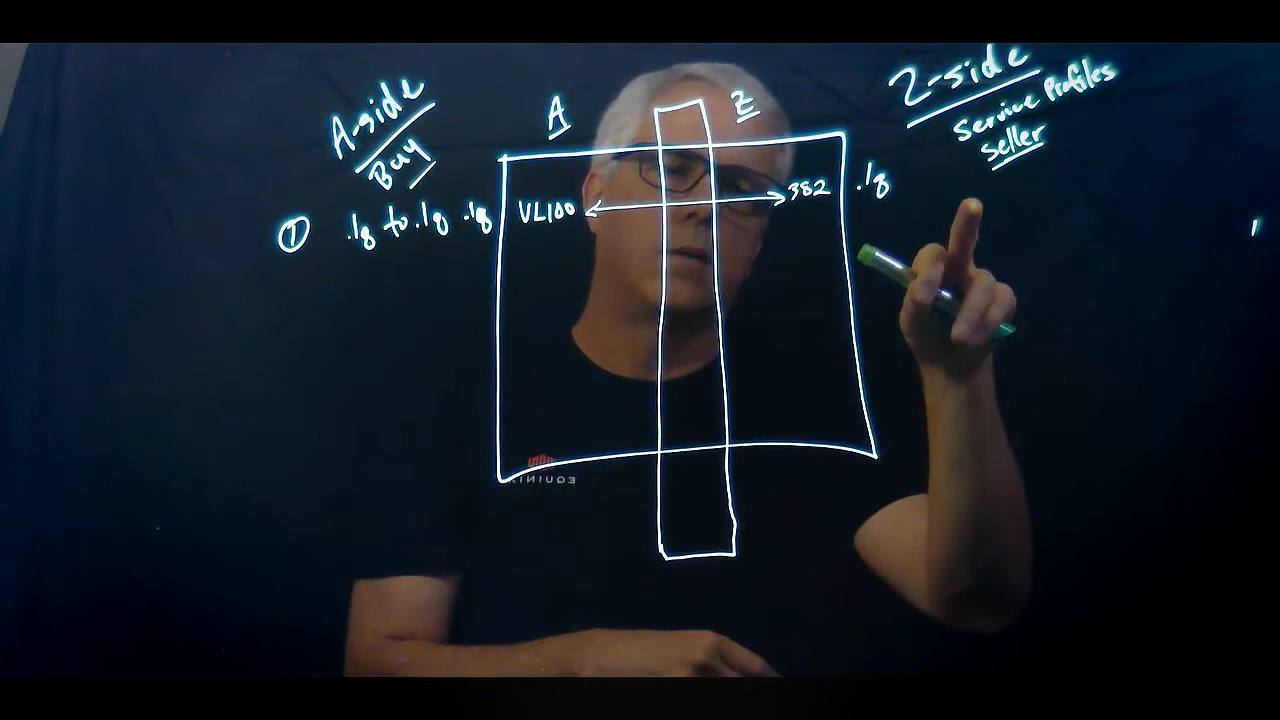 A-side
Buy
A
Z
Z-side
Service Profiles
Seller
① .1q to .1q .1q
VL100
382
.1q
EQUINIX